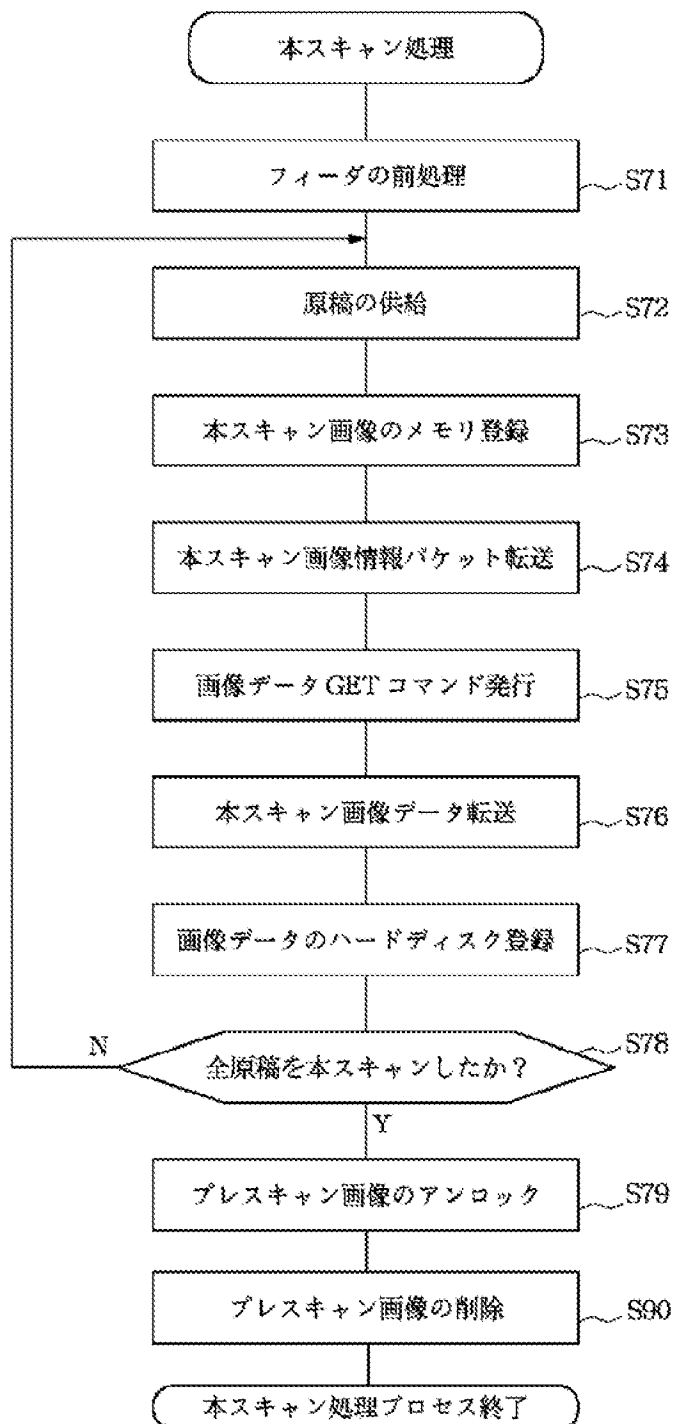 本スキャン処理
フィーダの前処理 S71
原稿の供給 S72
本スキャン画像のメモリ登録 S73
本スキャン画像情報パケット転送 S74
画像データGETコマンド発行 S75
本スキャン画像データ転送 S76
画像データのハードディスク登録 S77
全原稿を本スキャンしたか? S78
N
Y
プレスキャン画像のアンロック S79
プレスキャン画像の削除 S90
本スキャン処理プロセス終了